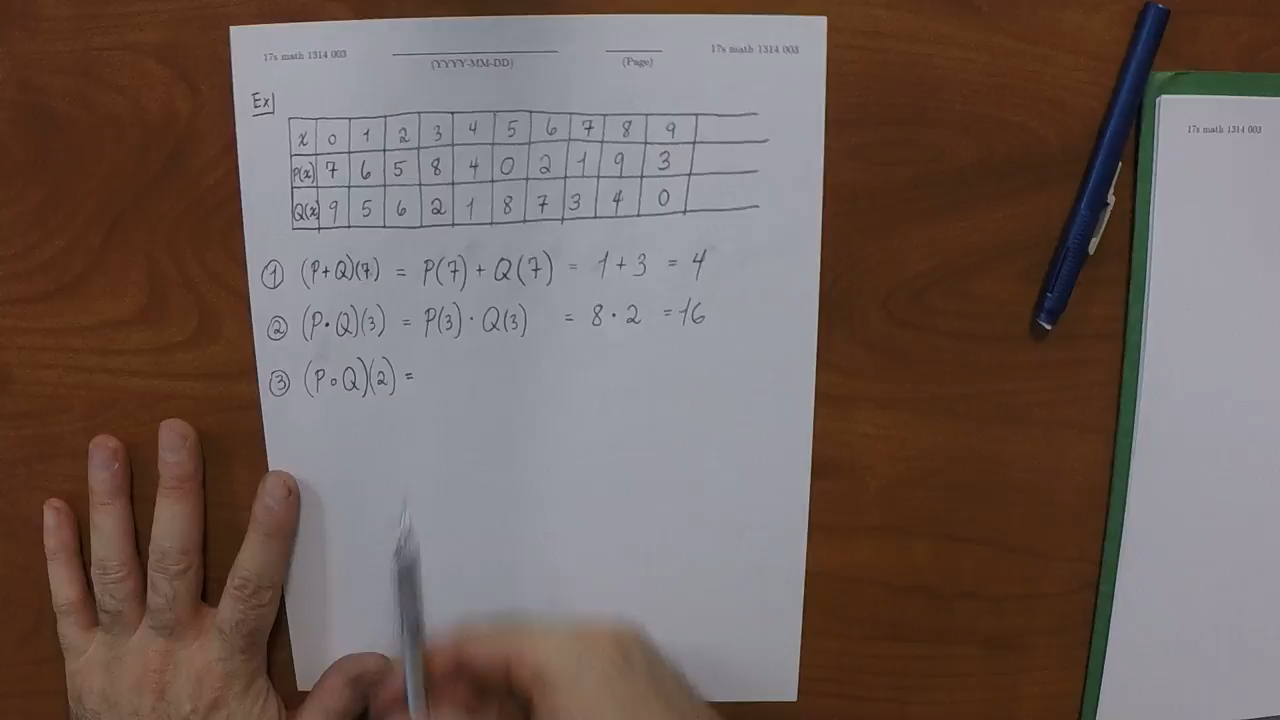 17s math 1314 003 (YYYY-MM-DD) (Page) 17s math 1314 003
Ex
x 0 1 2 3 4 5 6 7 8 9
P(x) 7 6 5 8 4 0 2 1 9 3
Q(x) 9 5 6 2 1 8 7 3 4 0
① (P+Q)(7) = P(7) + Q(7) = 1 + 3 = 4
② (P·Q)(3) = P(3) · Q(3) = 8 · 2 = 16
③ (P∘Q)(2) =
17s math 1314 003